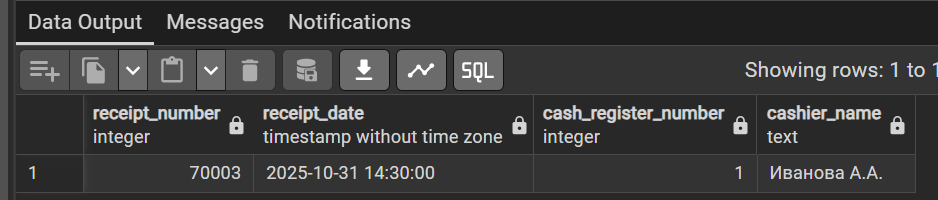 Data Output Messages Notifications
SQL Showing rows: 1 to 1
receipt_number receipt_date cash_register_number cashier_name
integer timestamp without time zone integer text
1 70003 2025-10-31 14:30:00 1 Иванова А.А.